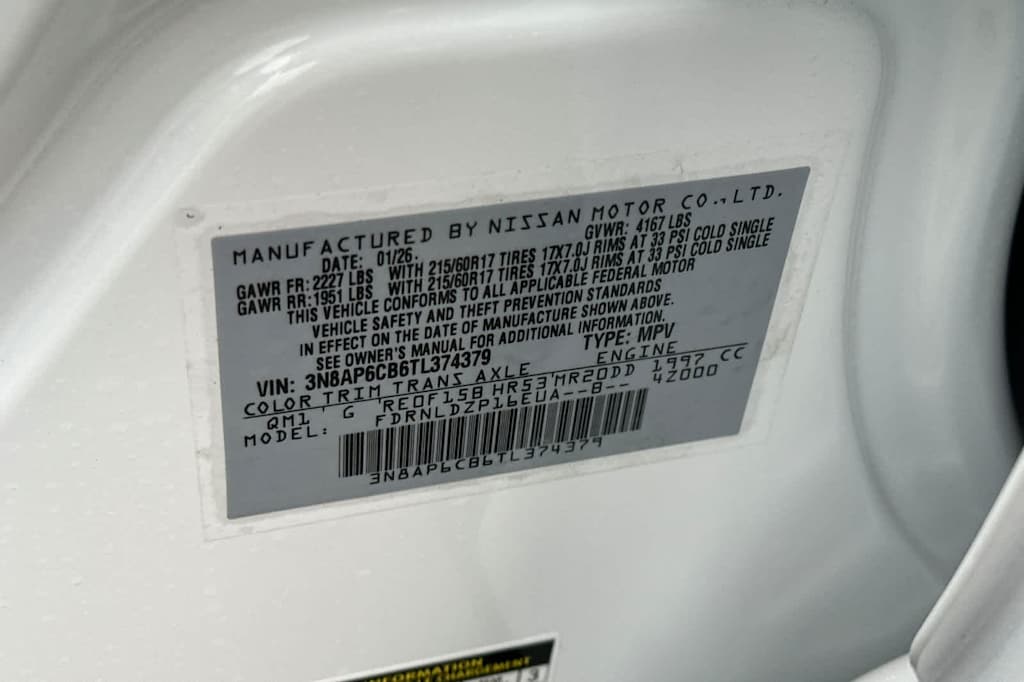 MANUFACTURED BY NISSAN MOTOR CO., LTD.
DATE: 01/26. GVWR: 4167 LBS
GAWR FR: 2227 LBS WITH 215/60R17 TIRES 17X7.0J RIMS AT 33 PSI COLD SINGLE
GAWR RR: 1951 LBS WITH 215/60R17 TIRES 17X7.0J RIMS AT 33 PSI COLD SINGLE
THIS VEHICLE CONFORMS TO ALL APPLICABLE FEDERAL MOTOR
VEHICLE SAFETY AND THEFT PREVENTION STANDARDS
IN EFFECT ON THE DATE OF MANUFACTURE SHOWN ABOVE.
SEE OWNER'S MANUAL FOR ADDITIONAL INFORMATION.
VIN: 3N8AP6CB6TL374379 TYPE: MPV
COLOR TRIM TRANS AXLE ENGINE
QM1 ' G 'RE0F15B HR53'MR20DD 1997 CC
MODEL: FDRNLDZP16EUA--B-- 4Z000
3N8AP6CB6TL374379
INFORMATION
CHARGEMENT
3